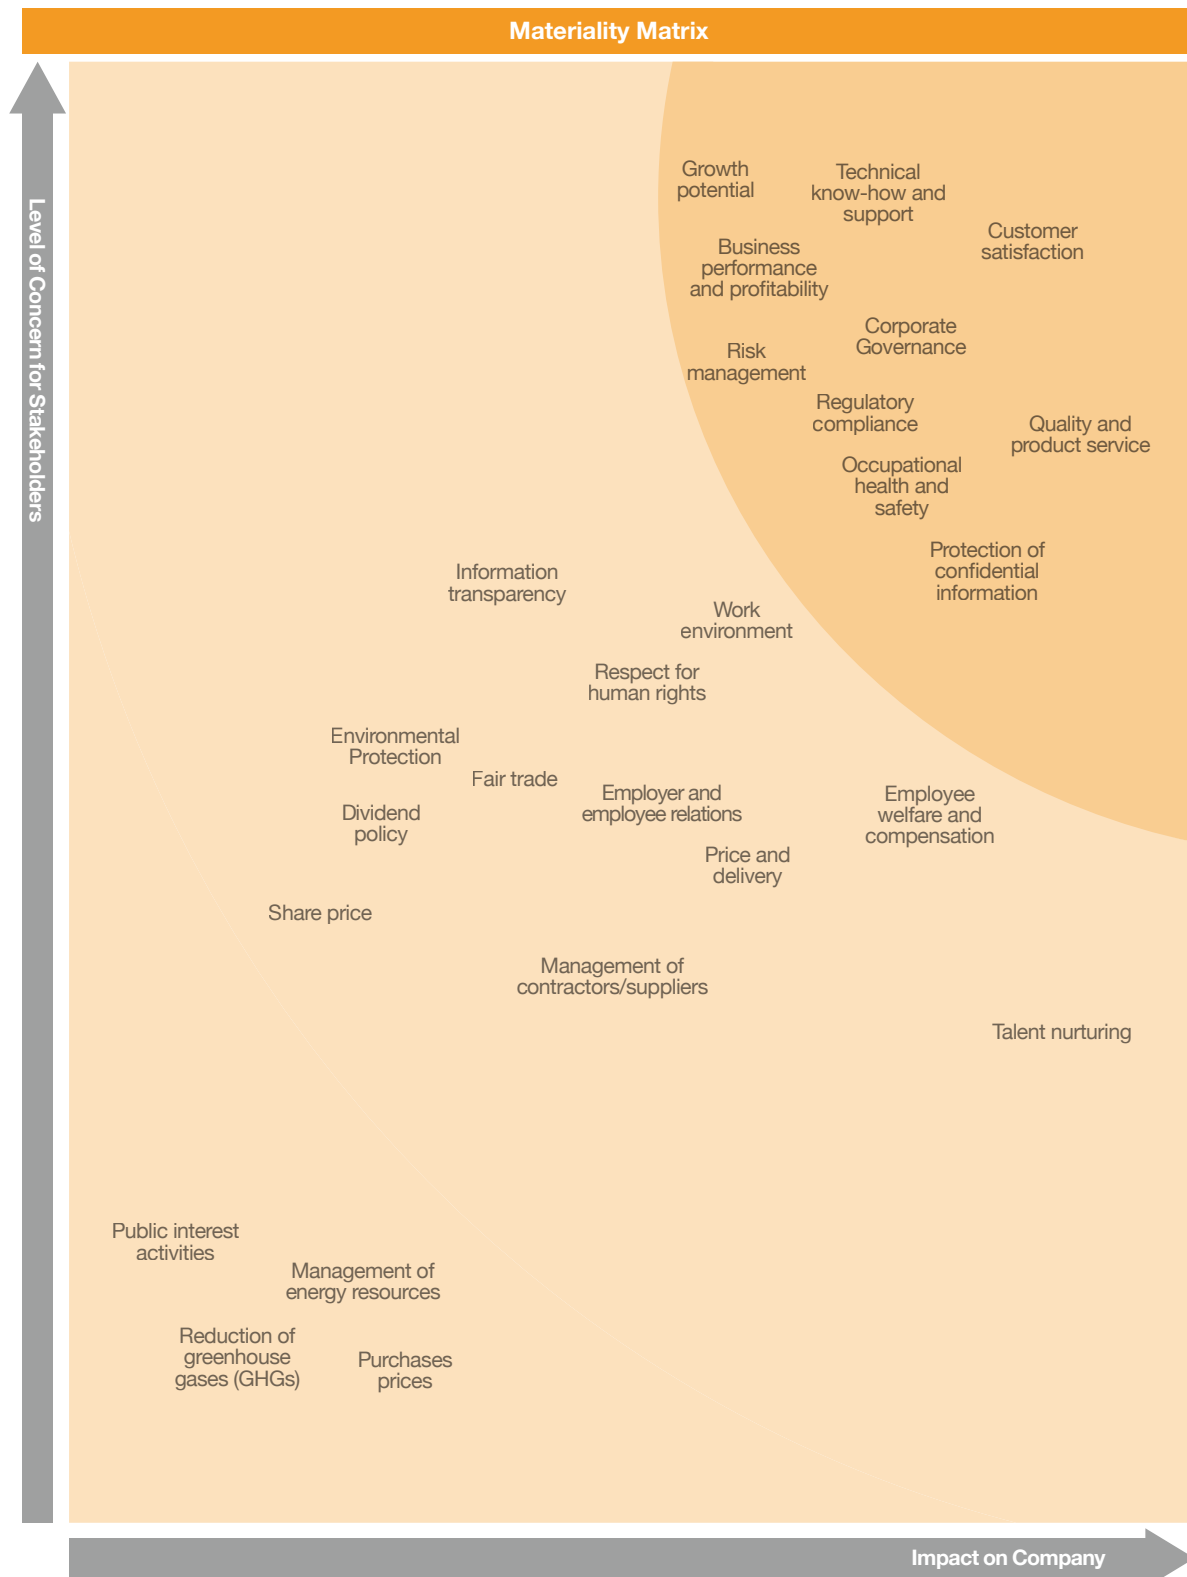 Materiality Matrix
Level of Concern for Stakeholders
Growth
potential
Technical
know-how and
support
Customer
satisfaction
Business
performance
and profitability
Corporate
Governance
Risk
management
Regulatory
compliance
Quality and
product service
Occupational
health and
safety
Protection of
confidential
information
Information
transparency
Work
environment
Respect for
human rights
Environmental
Protection
Fair trade
Employer and
employee relations
Employee
welfare and
compensation
Dividend
policy
Price and
delivery
Share price
Management of
contractors/suppliers
Talent nurturing
Public interest
activities
Management of
energy resources
Reduction of
greenhouse
gases (GHGs)
Purchases
prices
Impact on Company